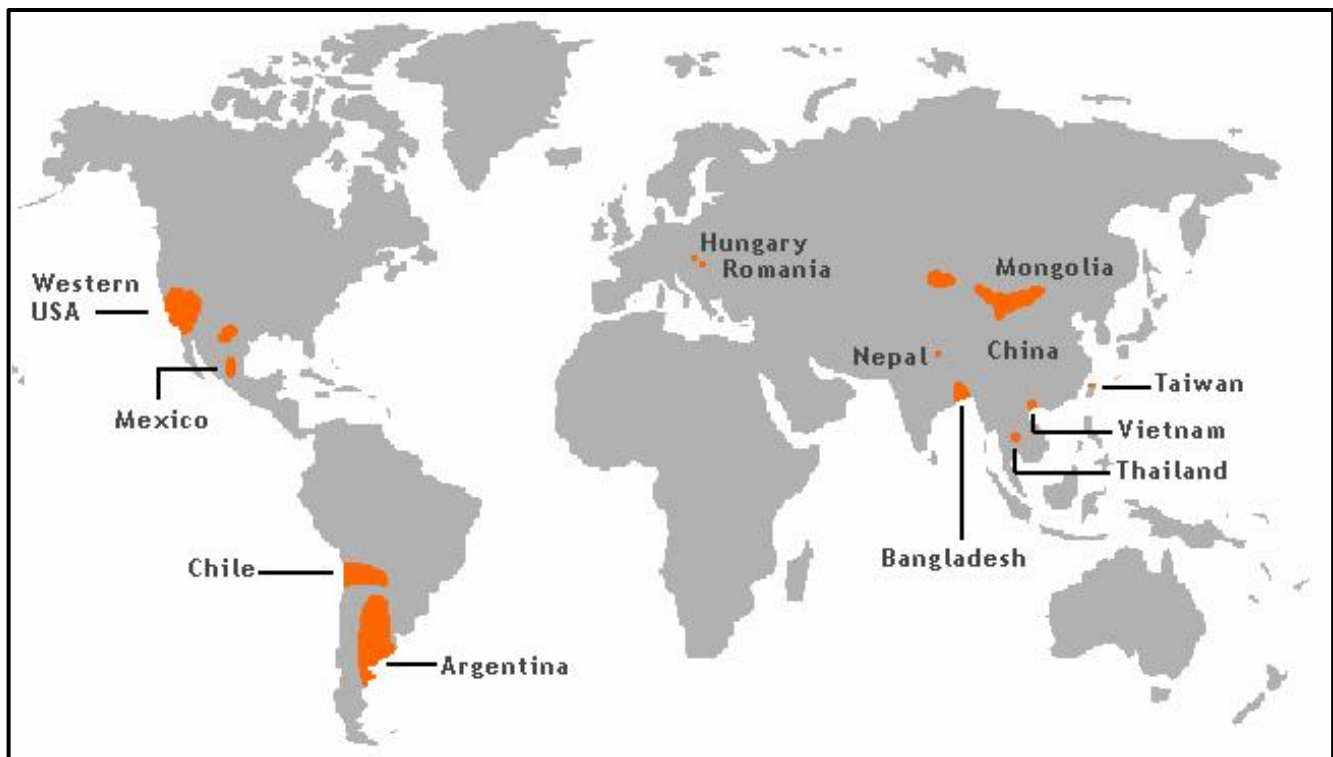 Hungary
Romania
Mongolia
Western
USA
Nepal
China
Taiwan
Mexico
Vietnam
Thailand
Bangladesh
Chile
Argentina